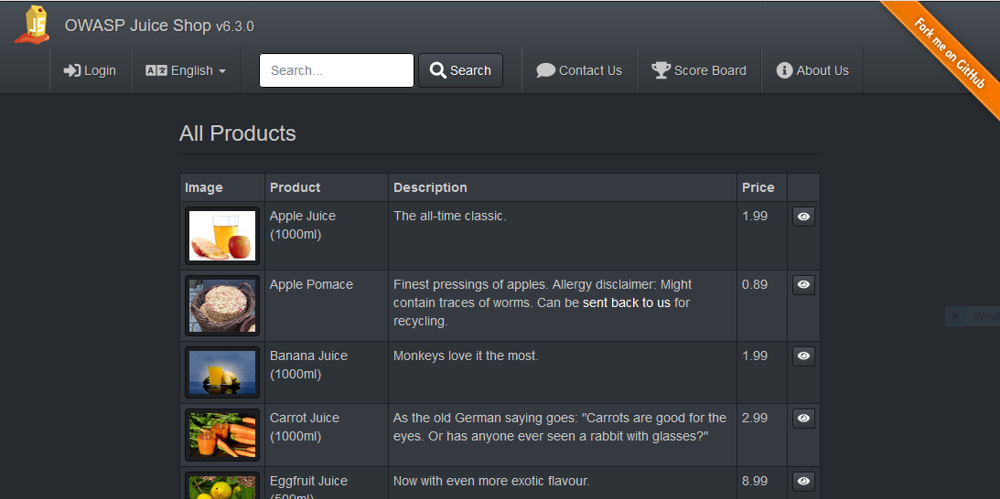 OWASP Juice Shop v6.3.0
Fork me on GitHub
Login
English
Search...
Search
Contact Us
Score Board
About Us
All Products
Image Product Description Price
Apple Juice
(1000ml)
The all-time classic.
1.99
Apple Pomace
Finest pressings of apples. Allergy disclaimer: Might
contain traces of worms. Can be sent back to us for
recycling.
0.89
Banana Juice
(1000ml)
Monkeys love it the most.
1.99
Carrot Juice
(1000ml)
As the old German saying goes: "Carrots are good for the
eyes. Or has anyone ever seen a rabbit with glasses?"
2.99
Eggfruit Juice
(500ml)
Now with even more exotic flavour.
8.99
Wind